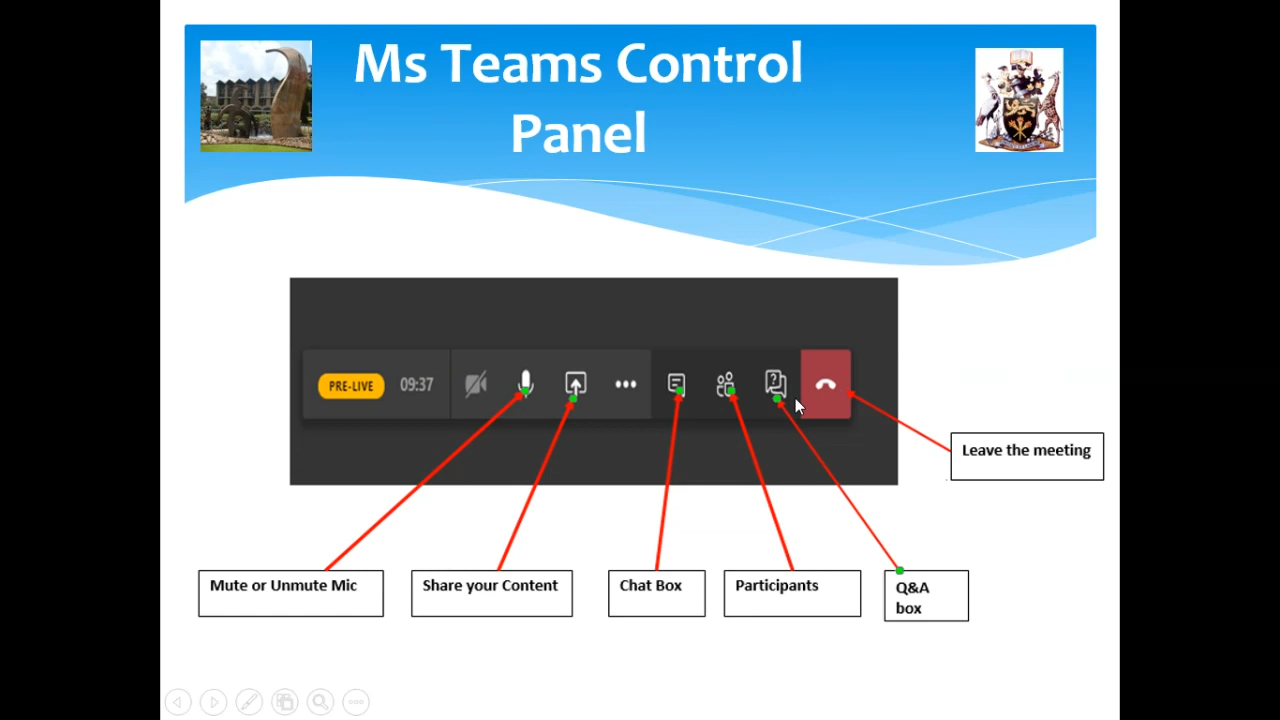 Ms Teams Control
Panel
PRE-LIVE
09:37
Leave the meeting
Mute or Unmute Mic
Share your Content
Chat Box
Participants
Q&A
box